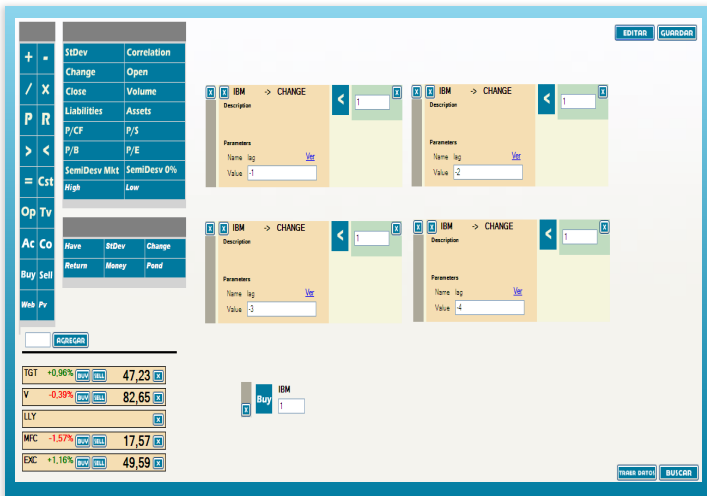 EDITAR GUARDAR
+ -
/ X
P R
> <
= Cst
Op Tv
Ac Co
Buy Sell
Web Pv
StDev Correlation
Change Open
Close Volume
Liabilities Assets
P/CF P/S
P/B P/E
SemiDesv Mkt SemiDesv 0%
High Low
Have StDev Change
Return Money Pond
AGREGAR
TGT +0,96% BUY SELL 47,23 X
V -0,39% BUY SELL 82,65 X
LLY X
MFC -1,57% BUY SELL 17,57 X
EXC +1,16% BUY SELL 49,59 X
X X IBM -> CHANGE < 1 X
Description
Parameters
Name lag Ver
Value -1
X X IBM -> CHANGE < 1 X
Description
Parameters
Name lag Ver
Value -2
X X IBM -> CHANGE < 1 X
Description
Parameters
Name lag Ver
Value -3
X X IBM -> CHANGE < 1 X
Description
Parameters
Name lag Ver
Value -4
X Buy IBM
1
TRAER DATOS BUSCAR